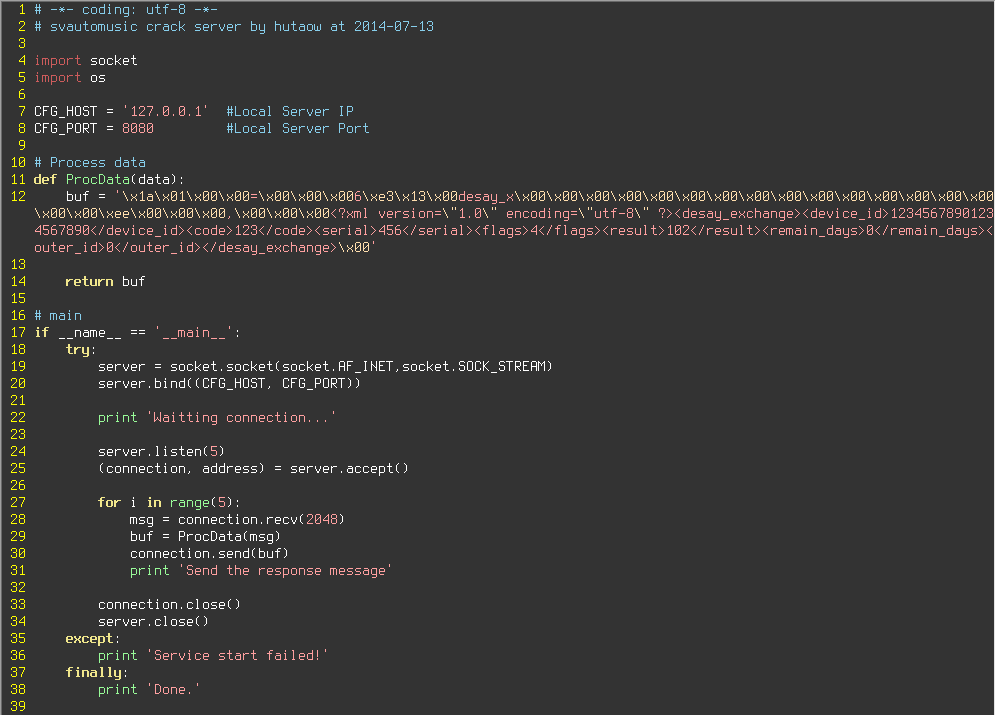 1 # -*- coding: utf-8 -*-
2 # svautomusic crack server by hutaow at 2014-07-13
3
4 import socket
5 import os
6
7 CFG_HOST = '127.0.0.1'  #Local Server IP
8 CFG_PORT = 8080         #Local Server Port
9
10 # Process data
11 def ProcData(data):
12     buf = '\x1a\x01\x00\x00=\x00\x00\x006\xe3\x13\x00desay_x\x00\x00\x00\x00\x00\x00\x00\x00\x00\x00\x00\x00\x00\x00\x00
\x00\x00\xee\x00\x00\x00,\x00\x00\x00<?xml version=\"1.0\" encoding=\"utf-8\" ?><desay_exchange><device_id>1234567890123
4567890</device_id><code>123</code><serial>456</serial><flags>4</flags><result>102</result><remain_days>0</remain_days><
outer_id>0</outer_id></desay_exchange>\x00'
13
14     return buf
15
16 # main
17 if __name__ == '__main__':
18     try:
19         server = socket.socket(socket.AF_INET,socket.SOCK_STREAM)
20         server.bind((CFG_HOST, CFG_PORT))
21
22         print 'Waitting connection...'
23
24         server.listen(5)
25         (connection, address) = server.accept()
26
27         for i in range(5):
28             msg = connection.recv(2048)
29             buf = ProcData(msg)
30             connection.send(buf)
31             print 'Send the response message'
32
33         connection.close()
34         server.close()
35     except:
36         print 'Service start failed!'
37     finally:
38         print 'Done.'
39